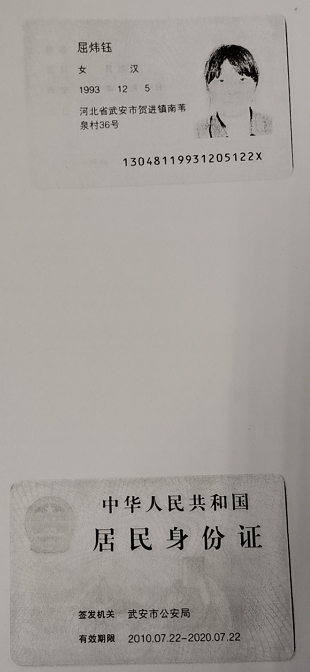 屈炜钰
女 汉
1993 12 5
河北省武安市贺进镇南苇
泉村36号
13048119931205122X
中华人民共和国
居民身份证
签发机关 武安市公安局
有效期限 2010.07.22-2020.07.22